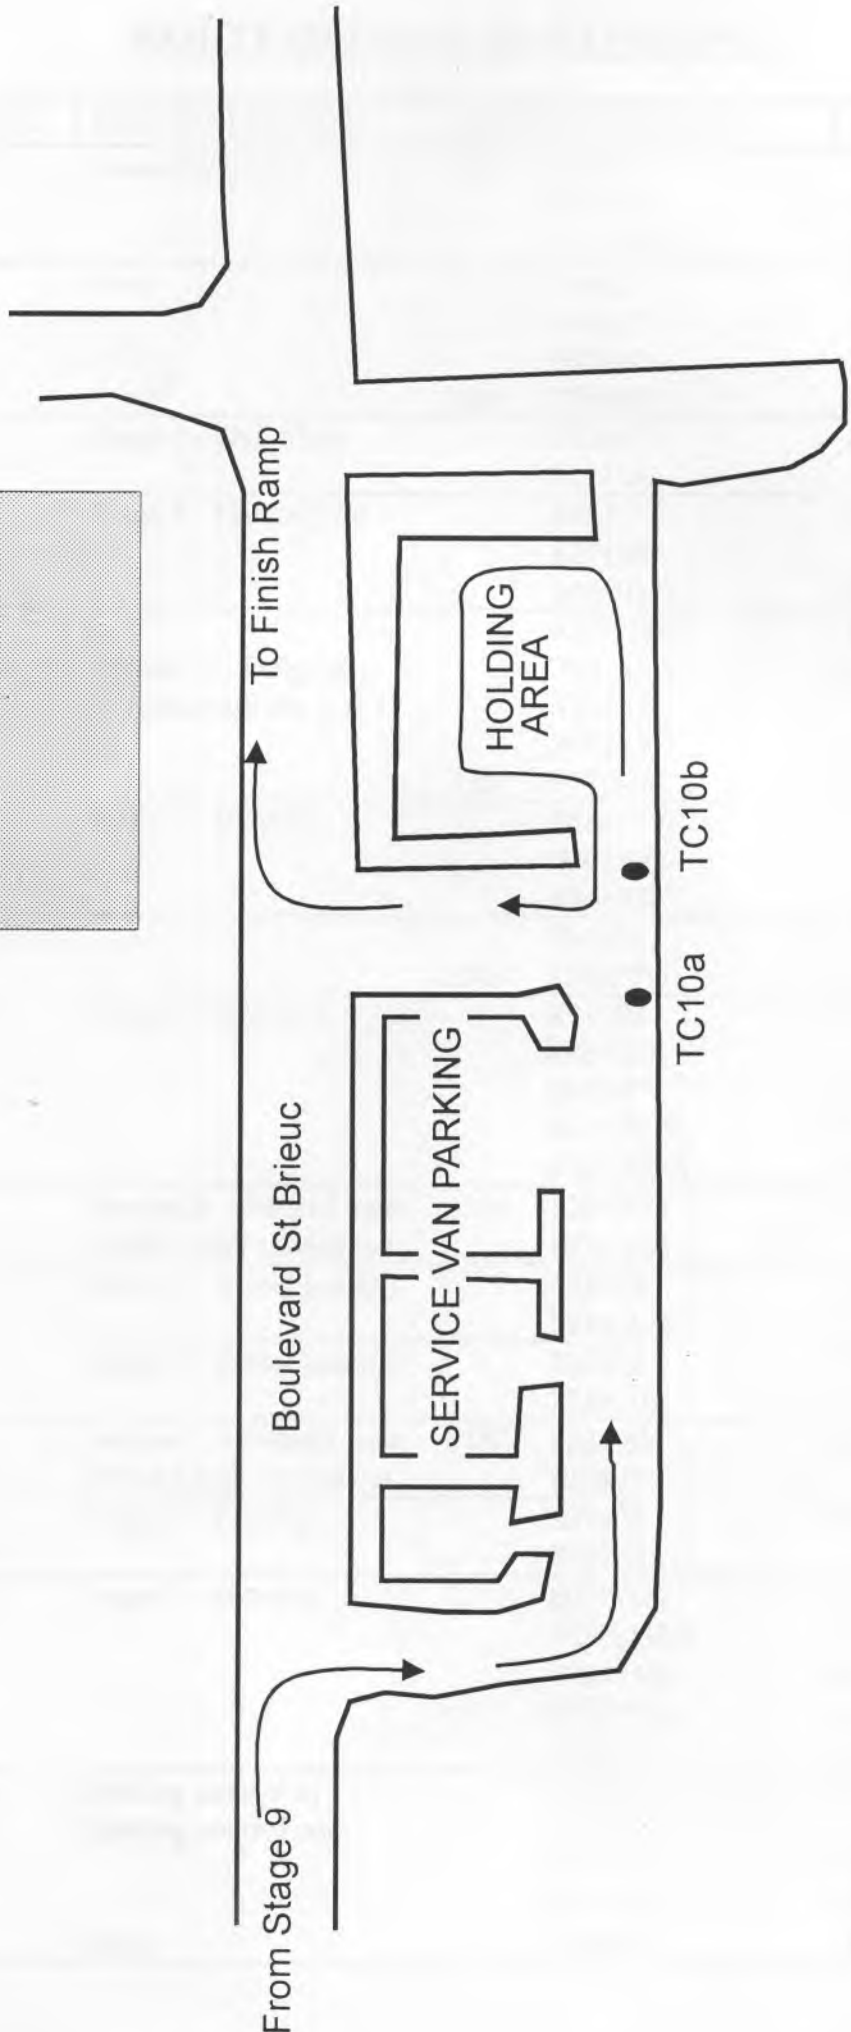 From Stage 9
Boulevard St Brieuc
To Finish Ramp
SERVICE VAN PARKING
HOLDING
AREA
TC10a
TC10b